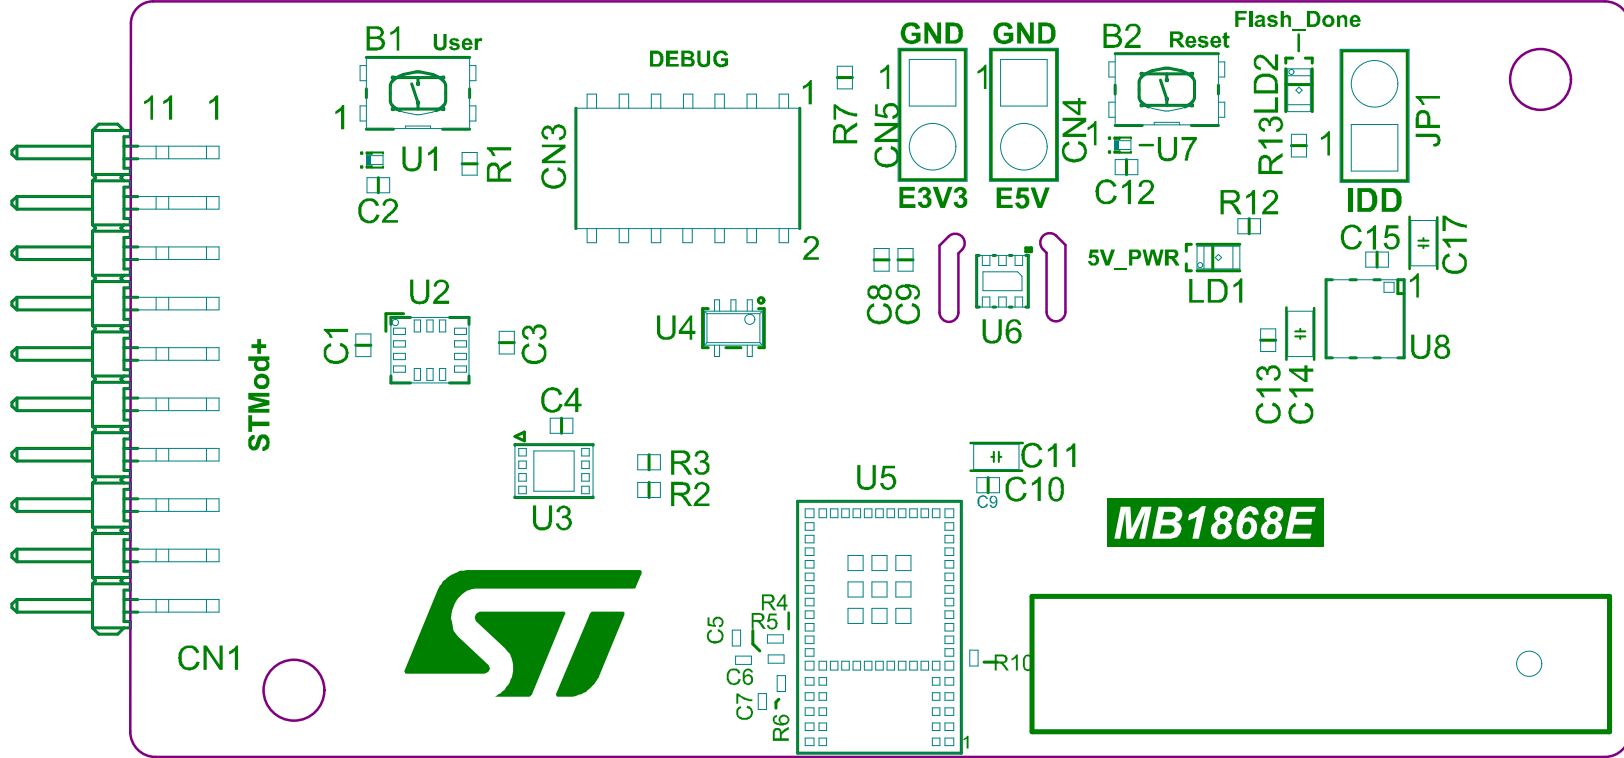 Flash_Done
B1
User
GND
GND
B2
Reset
DEBUG
LD2
11
1
1
1
R7
1
CN5
1
CN4
1
R13
1
JP1
U1
R1
CN3
U7
C2
C12
E3V3
E5V
IDD
R12
2
C15
C17
5V_PWR
LD1
C8
C9
U2
U4
U6
1
U8
C1
C3
STMod+
C13
C14
C4
R3
R2
U3
C11
C10
C9
U5
MB1868E
ST
R4
R5
C5
C6
C7
R6
R10
1
CN1